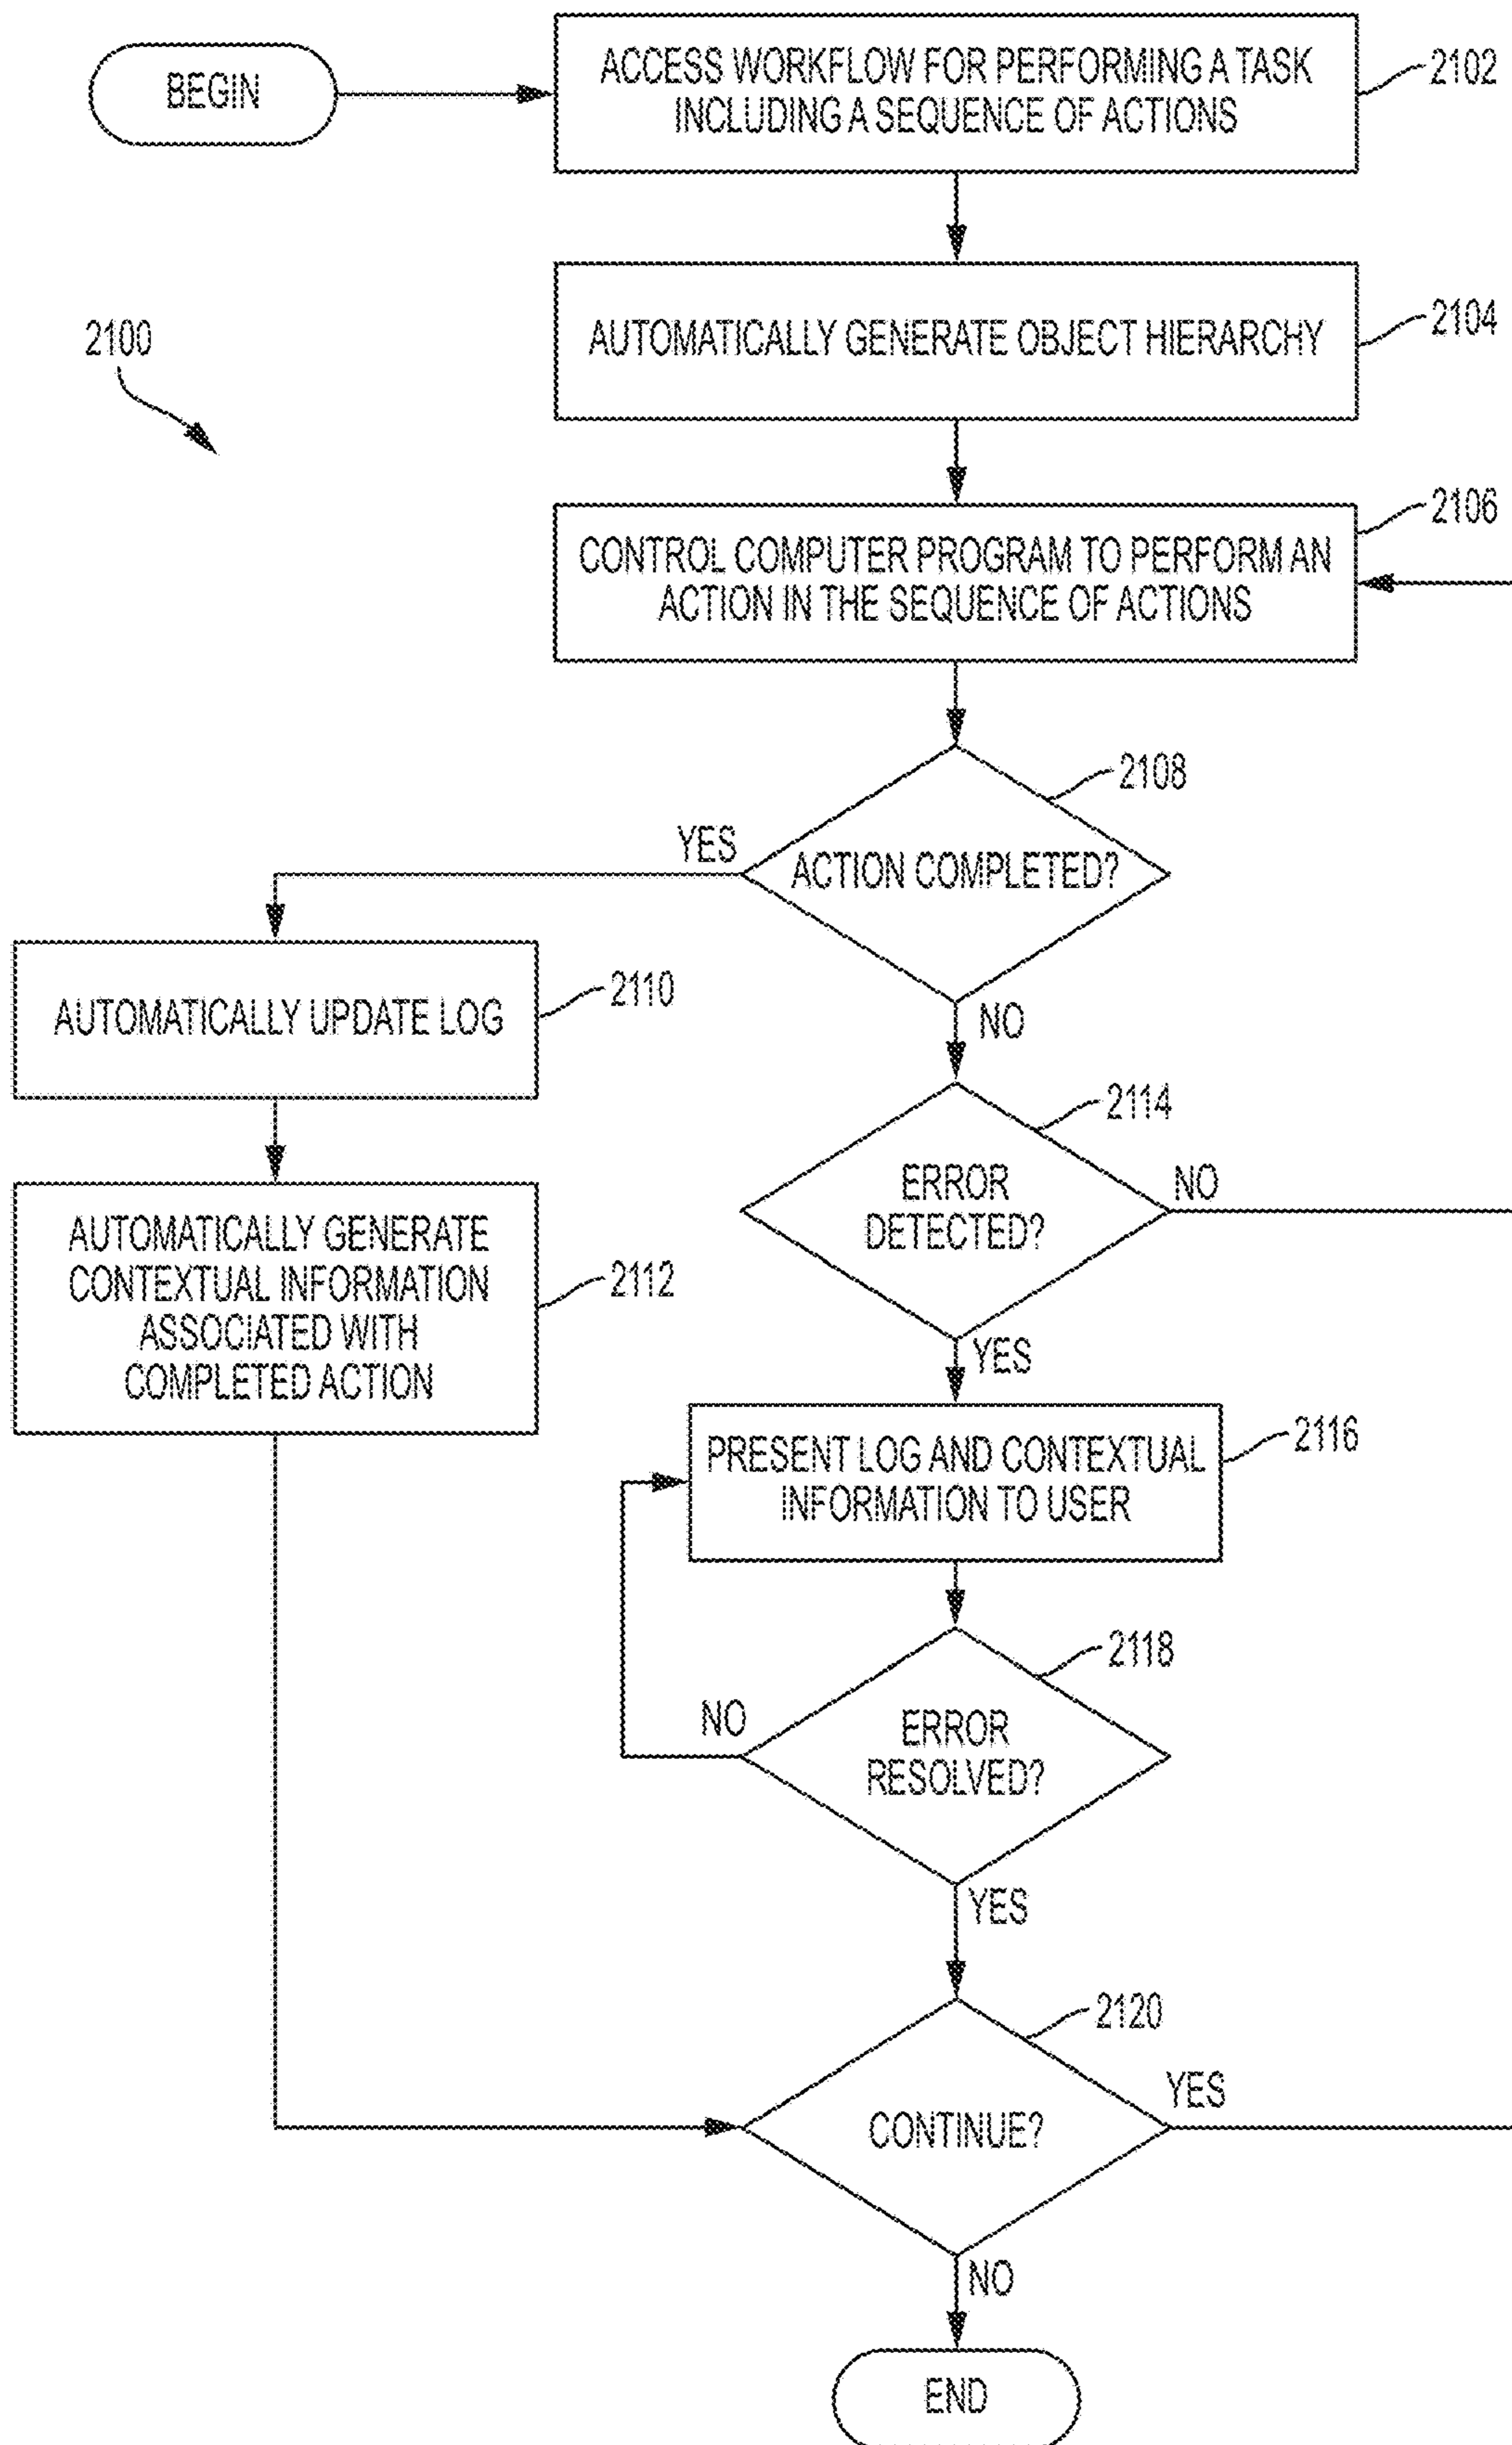 BEGIN
ACCESS WORKFLOW FOR PERFORMING A TASK
INCLUDING A SEQUENCE OF ACTIONS
2102
AUTOMATICALLY GENERATE OBJECT HIERARCHY
2104
2100
CONTROL COMPUTER PROGRAM TO PERFORM AN
ACTION IN THE SEQUENCE OF ACTIONS
2106
ACTION COMPLETED?
2108
YES
NO
AUTOMATICALLY UPDATE LOG
2110
AUTOMATICALLY GENERATE
CONTEXTUAL INFORMATION
ASSOCIATED WITH
COMPLETED ACTION
2112
ERROR
DETECTED?
2114
NO
YES
PRESENT LOG AND CONTEXTUAL
INFORMATION TO USER
2116
ERROR
RESOLVED?
2118
NO
YES
CONTINUE?
2120
YES
NO
END